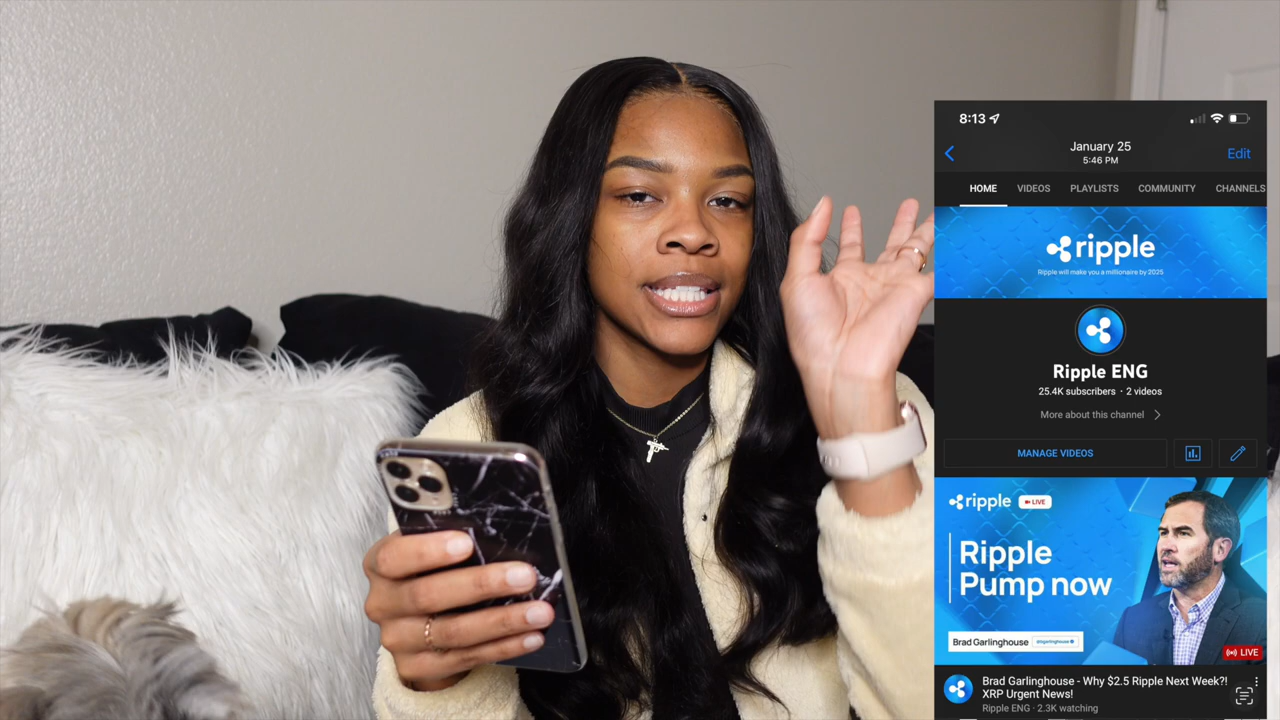 8:13
January 25
5:46 PM
Edit
HOME VIDEOS PLAYLISTS COMMUNITY CHANNELS
ripple
Ripple will make you a millionaire by 2025
Ripple ENG
25.4K subscribers · 2 videos
More about this channel
MANAGE VIDEOS
ripple LIVE
Ripple
Pump now
Brad Garlinghouse
LIVE
Brad Garlinghouse - Why $2.5 Ripple Next Week?!
XRP Urgent News!
Ripple ENG · 2.3K watching